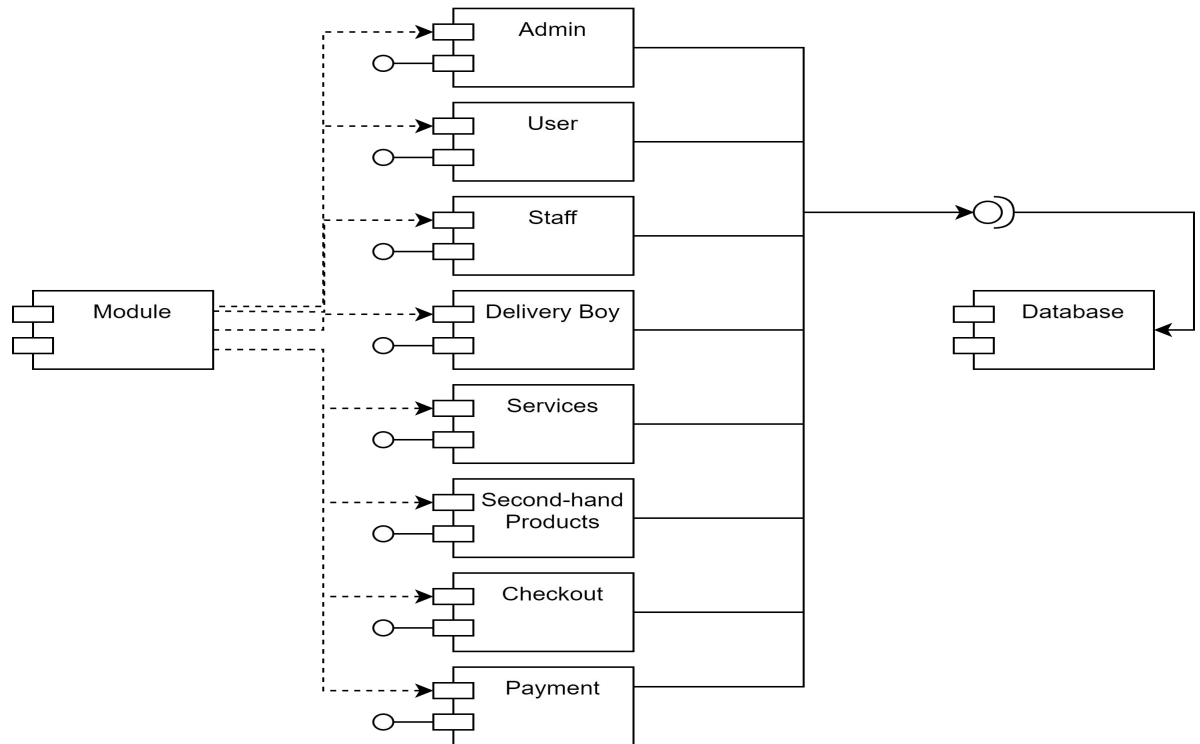 Admin
User
Staff
Module
Delivery Boy
Database
Services
Second-hand
Products
Checkout
Payment